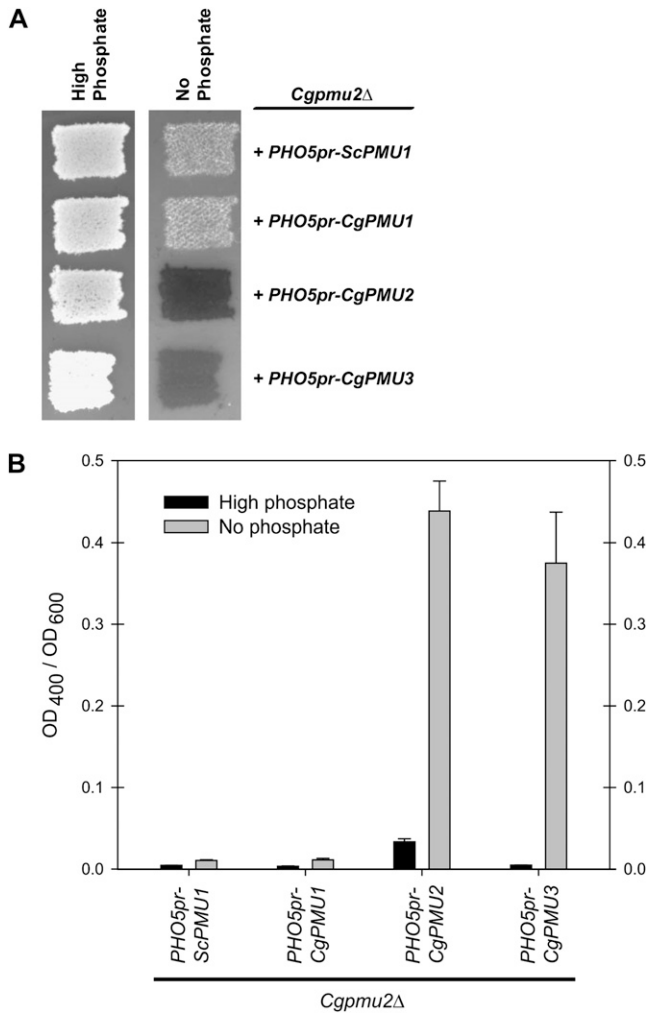 A
High
Phosphate
No
Phosphate
Cgpmu2Δ
+ PHO5pr-ScPMU1
+ PHO5pr-CgPMU1
+ PHO5pr-CgPMU2
+ PHO5pr-CgPMU3
B
0.5 0.5
High phosphate
No phosphate
0.4 0.4
0.3 0.3
OD400 / OD600
0.2 0.2
0.1 0.1
0.0 0.0
PHO5pr-
ScPMU1
PHO5pr-
CgPMU1
PHO5pr-
CgPMU2
PHO5pr-
CgPMU3
Cgpmu2Δ